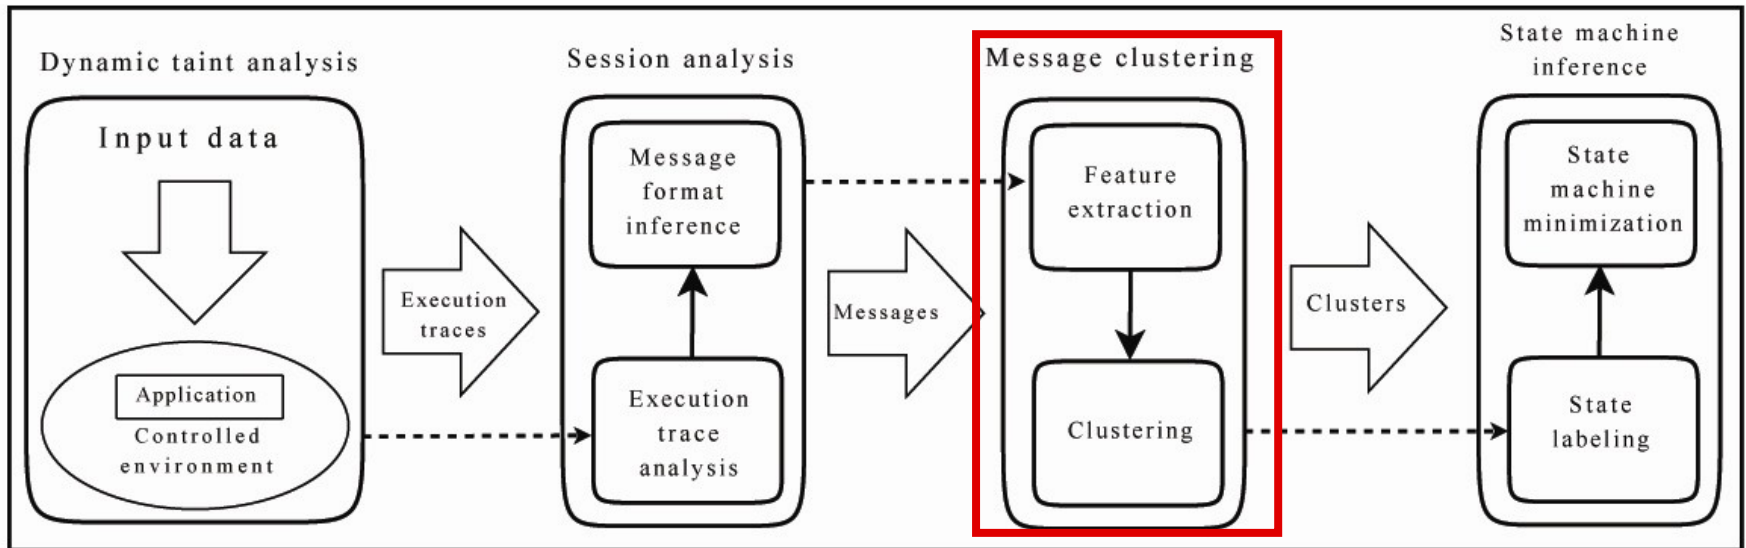 Dynamic taint analysis
Input data
Application
Controlled
environment
Execution
traces
Session analysis
Message
format
inference
Execution
trace
analysis
Messages
Message clustering
Feature
extraction
Clustering
Clusters
State machine
inference
State
machine
minimization
State
labeling